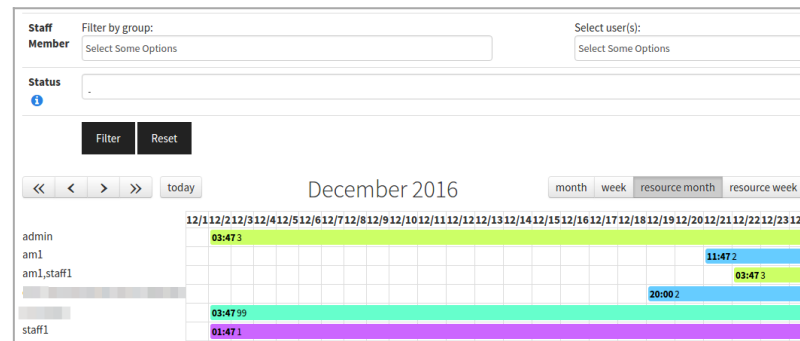 Staff Member
Filter by group:
Select user(s):
Select Some Options
Select Some Options
Status
-
Filter
Reset
today
December 2016
month
week
resource month
resource week
12/1 12/2 12/3 12/4 12/5 12/6 12/7 12/8 12/9 12/10 12/11 12/12 12/13 12/14 12/15 12/16 12/17 12/18 12/19 12/20 12/21 12/22 12/23 12
admin
03:47 3
am1
11:47 2
am1,staff1
03:47 3
20:00 2
03:47 99
staff1
01:47 1